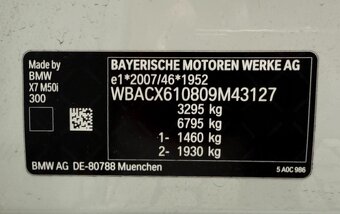 Made by
BMW
X7 M50i
300
BAYERISCHE MOTOREN WERKE AG
e1*2007/46*1952
WBACX610809M43127
3295 kg
6795 kg
1- 1460 kg
2- 1930 kg
BMW AG DE-80788 Muenchen
5 A0C 9B6